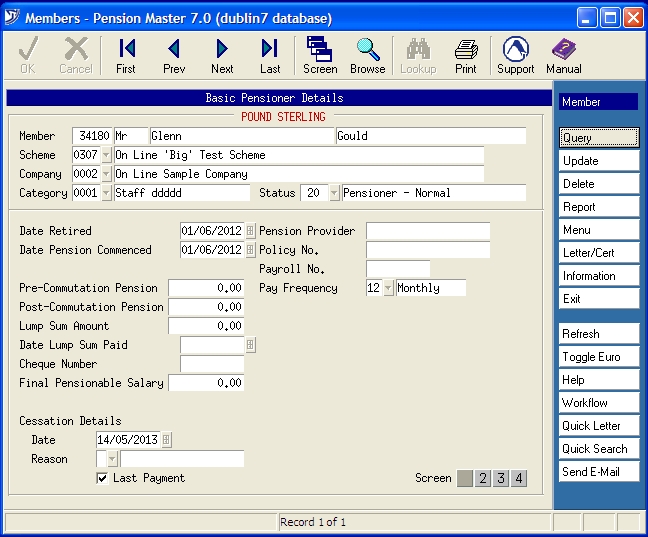 Members - Pension Master 7.0 (dublin7 database)
OK Cancel First Prev Next Last Screen Browse Lookup Print Support Manual
Basic Pensioner Details
POUND STERLING
Member 34180 Mr Glenn Gould
Scheme 0307 On Line 'Big' Test Scheme
Company 0002 On Line Sample Company
Category 0001 Staff ddddd Status 20 Pensioner - Normal
Date Retired 01/06/2012 Pension Provider
Date Pension Commenced 01/06/2012 Policy No.
Payroll No.
Pre-Commutation Pension 0.00 Pay Frequency 12 Monthly
Post-Commutation Pension 0.00
Lump Sum Amount 0.00
Date Lump Sum Paid
Cheque Number
Final Pensionable Salary 0.00
Cessation Details
Date 14/05/2013
Reason
Last Payment Screen 2 3 4
Member
Query
Update
Delete
Report
Menu
Letter/Cert
Information
Exit
Refresh
Toggle Euro
Help
Workflow
Quick Letter
Quick Search
Send E-Mail
Record 1 of 1